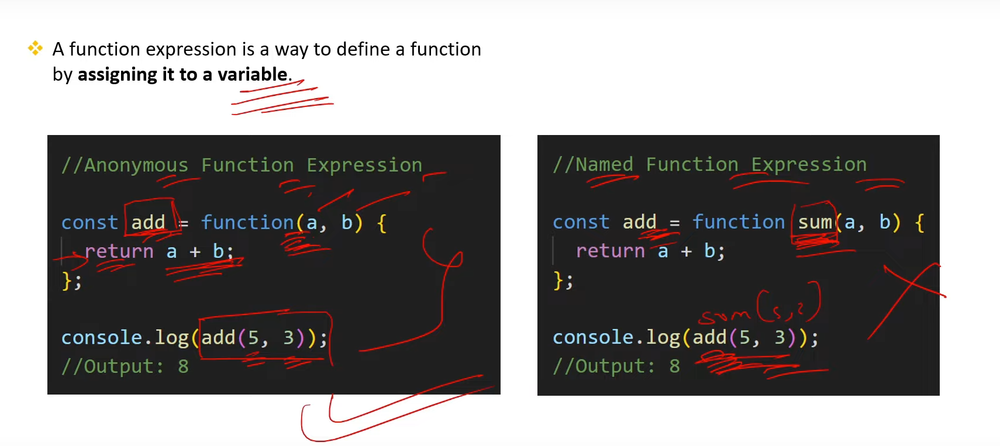 A function expression is a way to define a function
by assigning it to a variable.
//Anonymous Function Expression
const add = function(a, b) {
return a + b;
};
console.log(add(5, 3));
//Output: 8
//Named Function Expression
const add = function sum(a, b) {
return a + b;
};
sum(5,2)
console.log(add(5, 3));
//Output: 8